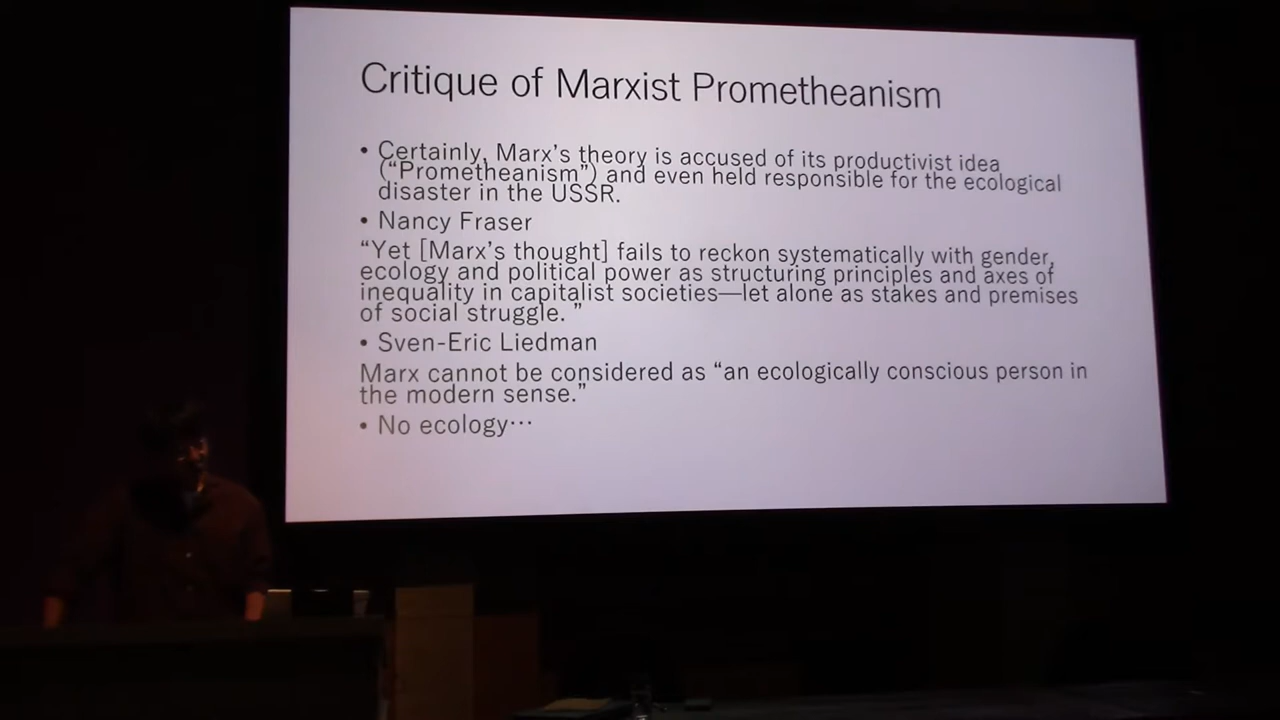 Critique of Marxist Prometheanism
• Certainly, Marx’s theory is accused of its productivist idea
(“Prometheanism”) and even held responsible for the ecological
disaster in the USSR.
• Nancy Fraser
“Yet [Marx’s thought] fails to reckon systematically with gender,
ecology and political power as structuring principles and axes of
inequality in capitalist societies—let alone as stakes and premises
of social struggle. ”
• Sven-Eric Liedman
Marx cannot be considered as “an ecologically conscious person in
the modern sense.”
• No ecology…